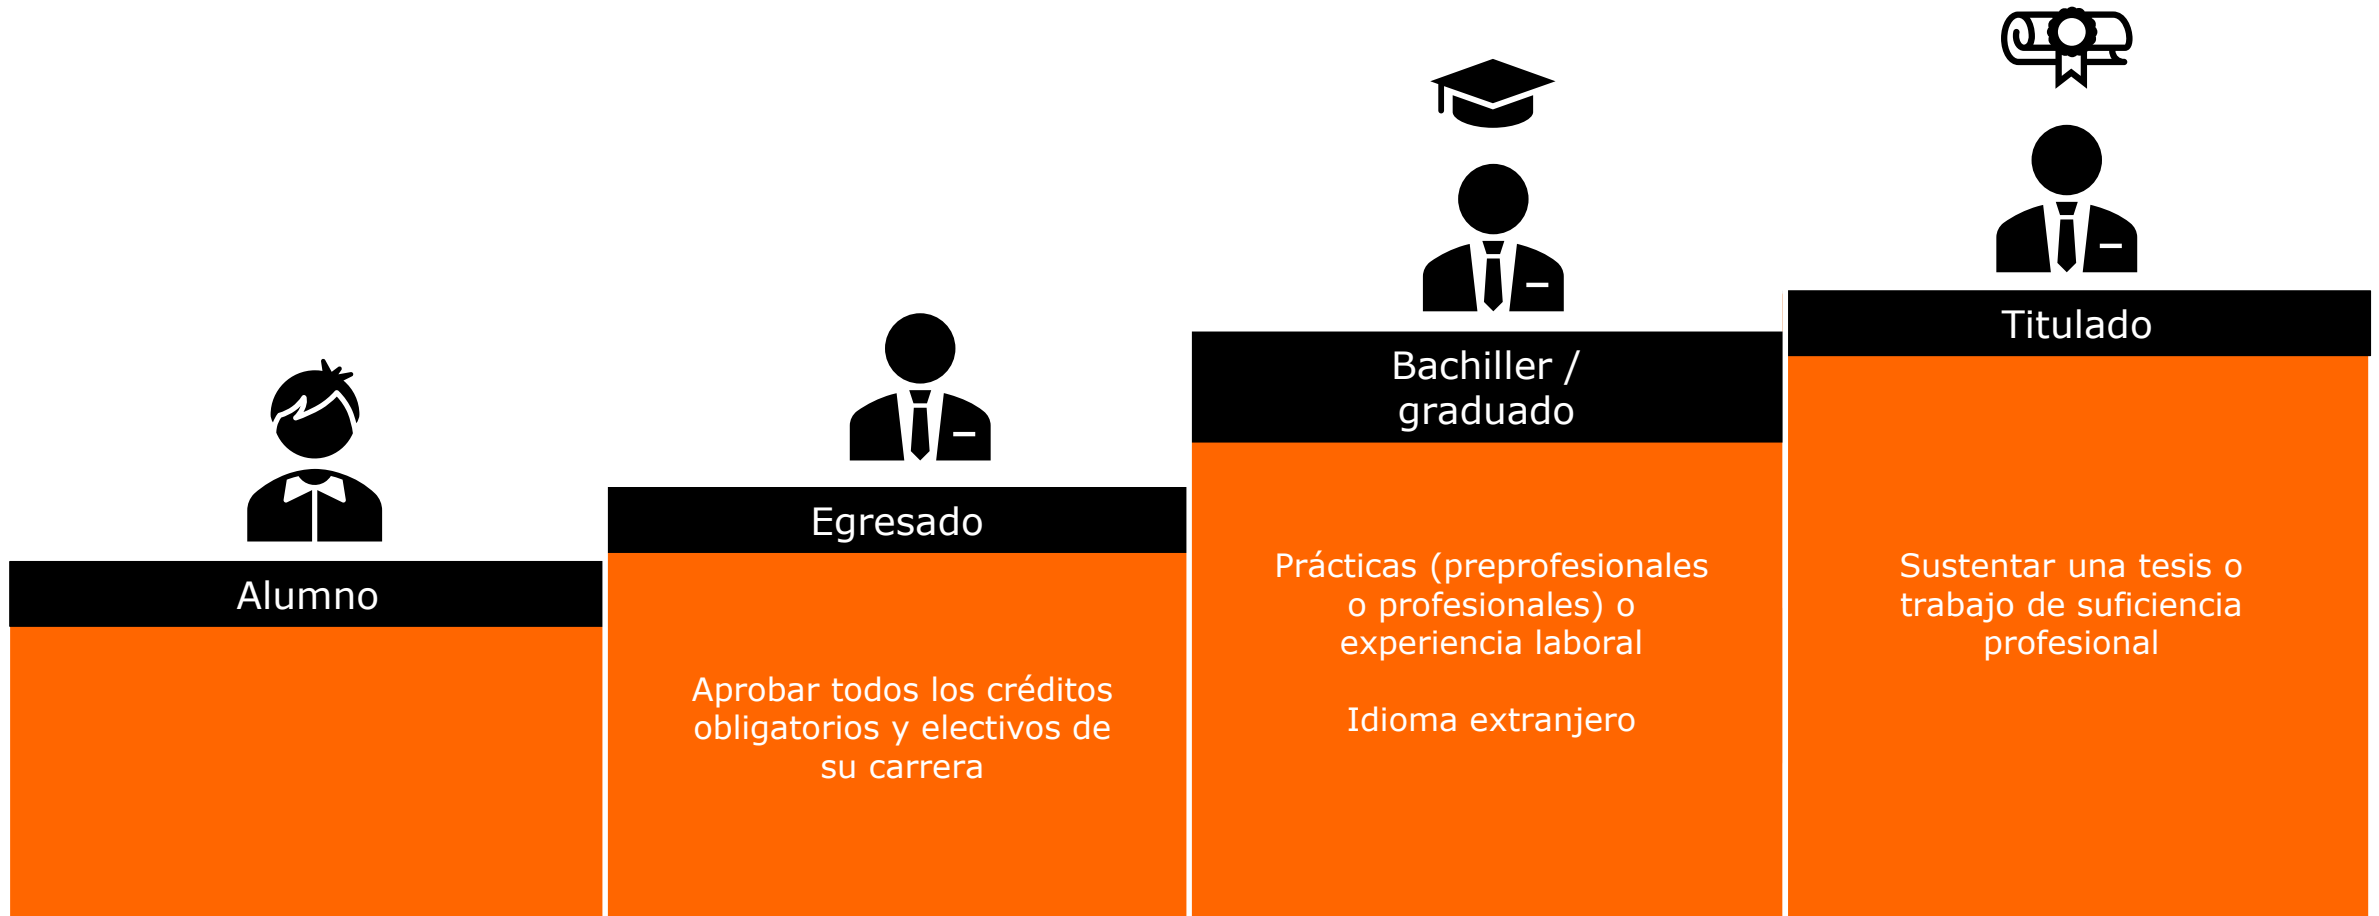 Alumno
Egresado
Aprobar todos los créditos
obligatorios y electivos de
su carrera
Bachiller /
graduado
Prácticas (preprofesionales
o profesionales) o
experiencia laboral
Idioma extranjero
Titulado
Sustentar una tesis o
trabajo de suficiencia
profesional